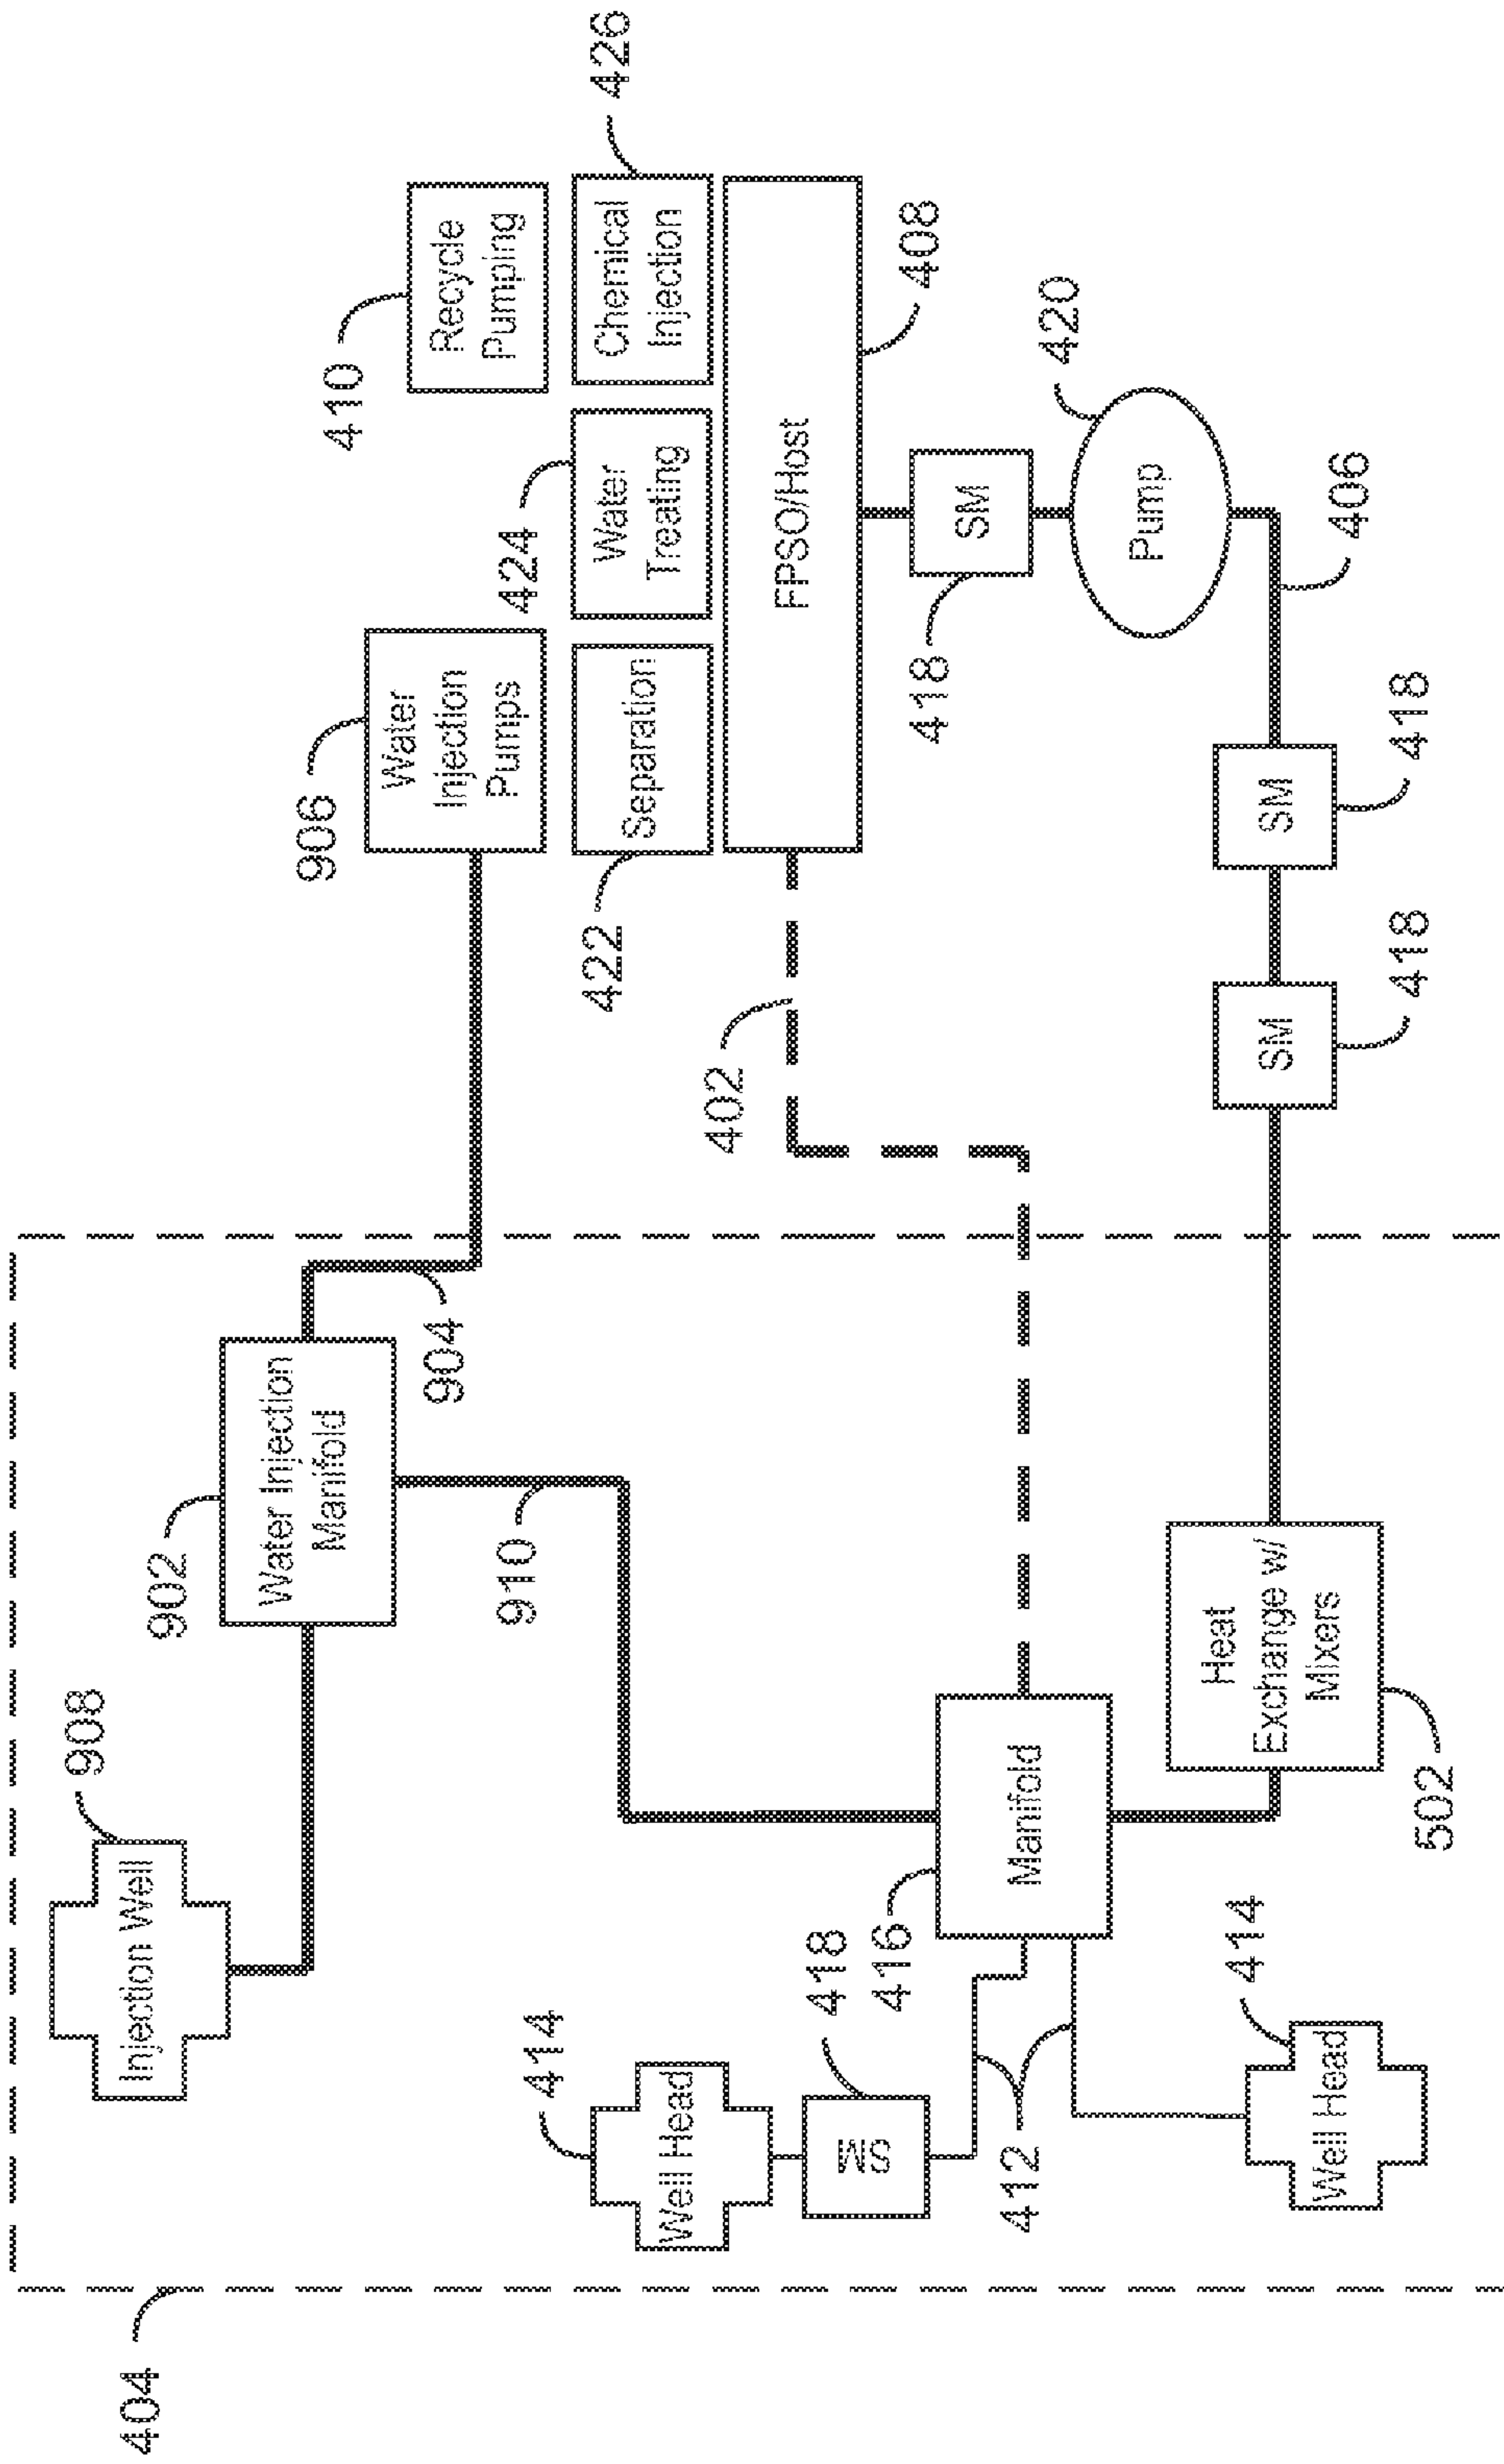 404
908
Injection Well
902
Water Injection
Manifold
904
910
906
Water
Injection
Pumps
410
Recycle
Pumping
422
Separation
424
Water
Treating
426
Chemical
Injection
FPSO/Host
408
402
414
Well Head
418
SM
412
416
Manifold
414
Well Head
Heat
Exchange w/
Mixers
502
SM
418
SM
418
406
418
SM
Pump
420